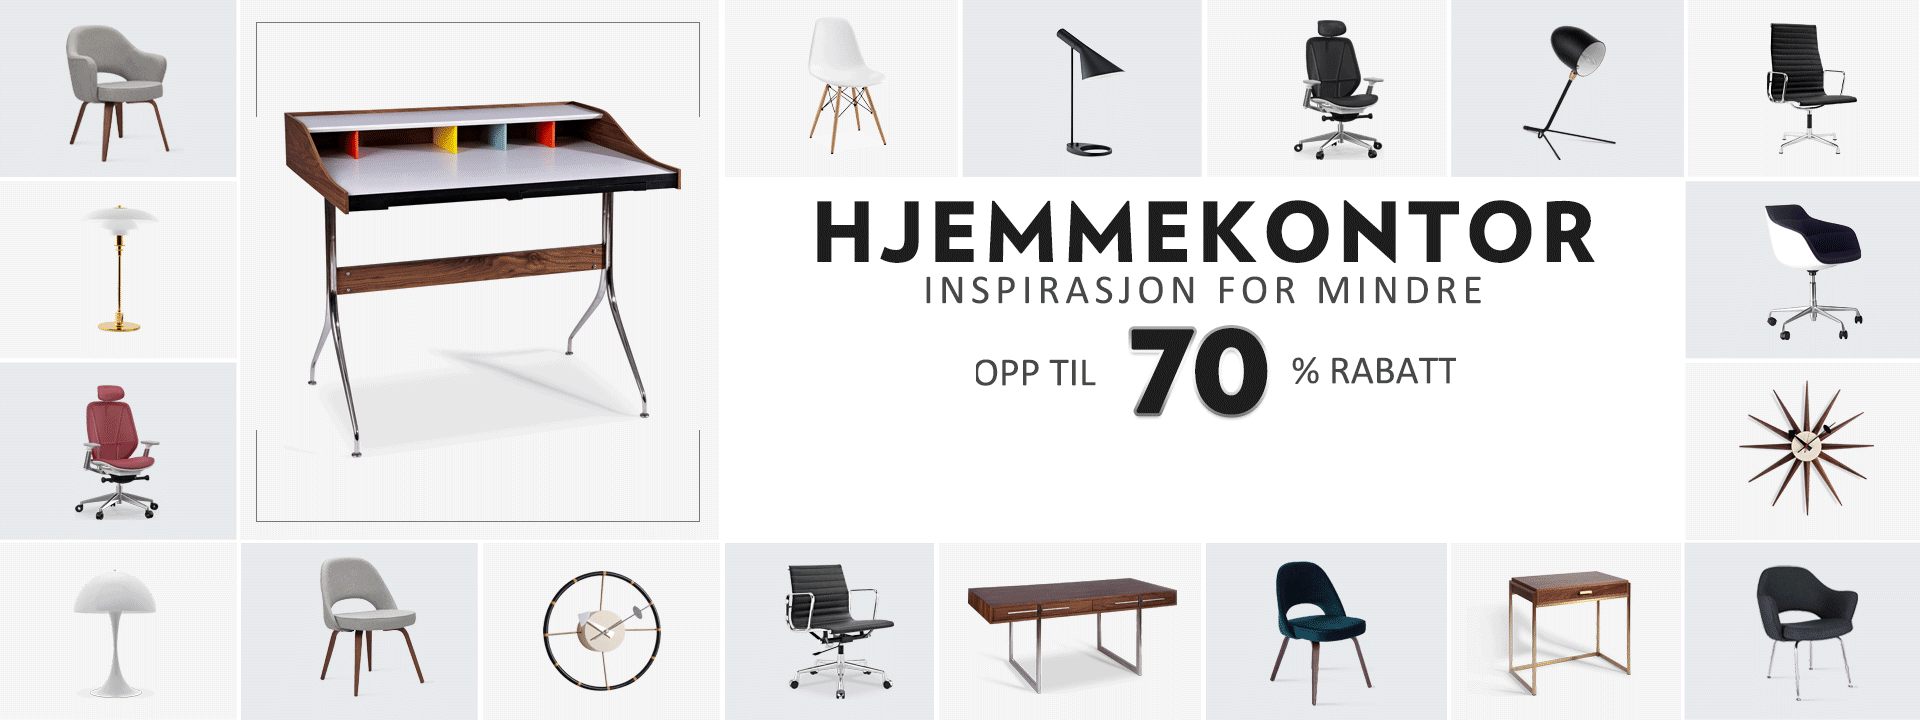 HJEMMEKONTOR
INSPIRASJON FOR MINDRE
OPP TIL 70 % RABATT